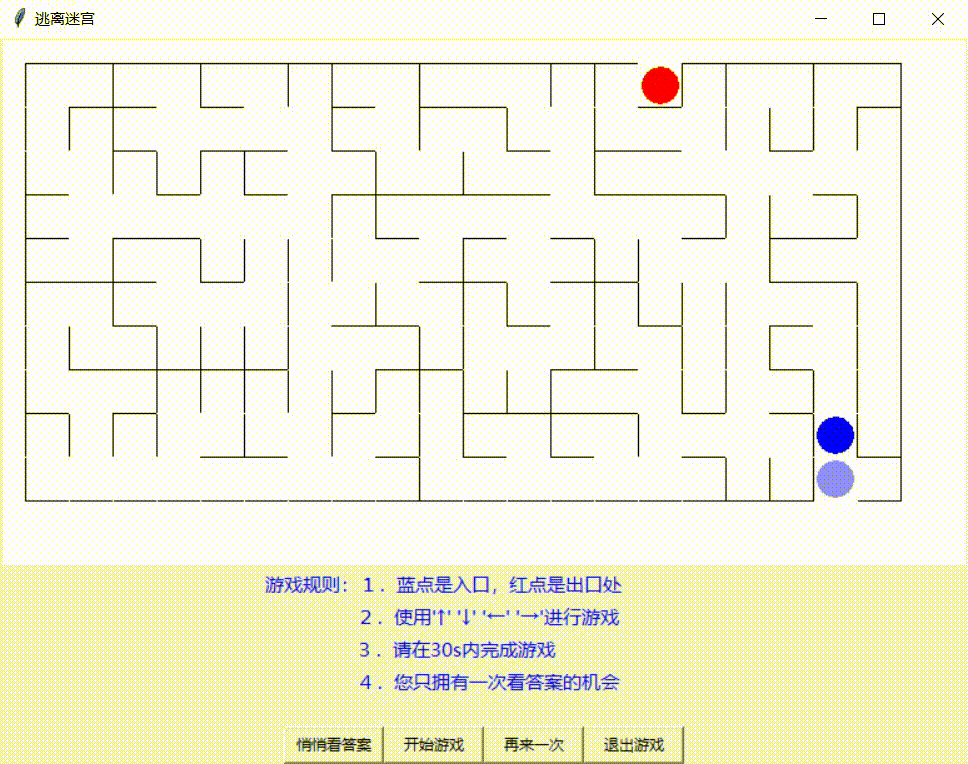 逃离迷宫
游戏规则：１．蓝点是入口，红点是出口处
２．使用'↑' '↓' '←' '→'进行游戏
３．请在30s内完成游戏
４．您只拥有一次看答案的机会
悄悄看答案 开始游戏 再来一次 退出游戏